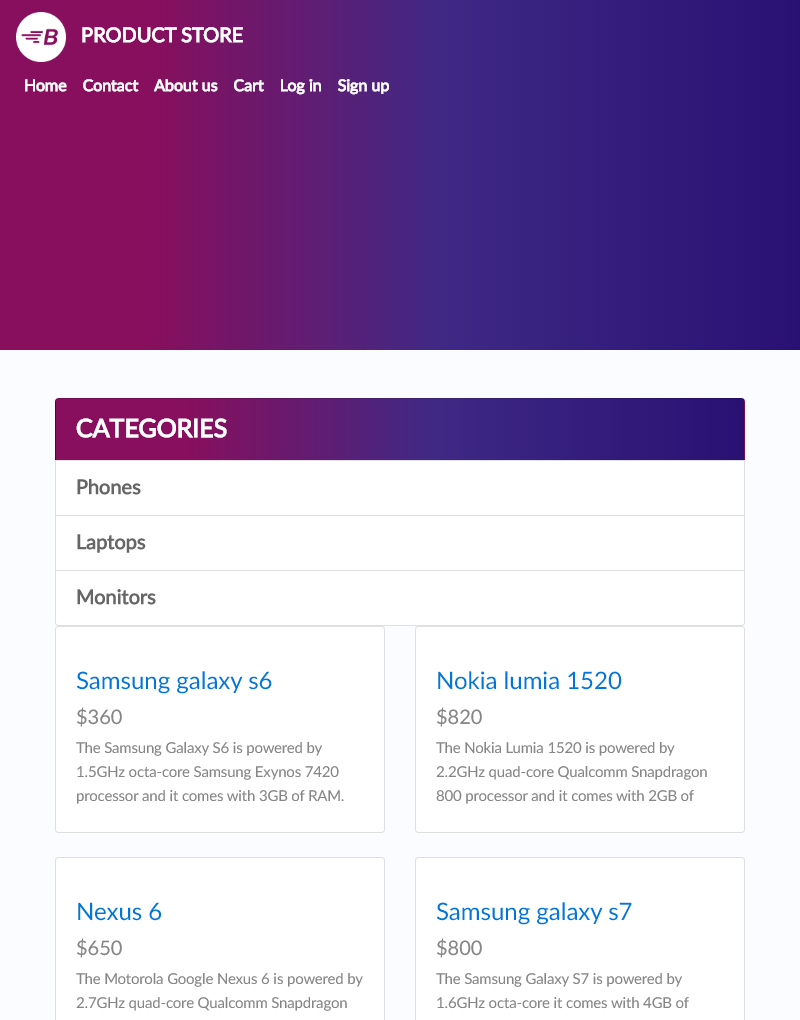 B
PRODUCT STORE
Home Contact About us Cart Log in Sign up
CATEGORIES
Phones
Laptops
Monitors
Samsung galaxy s6
$360
The Samsung Galaxy S6 is powered by
1.5GHz octa-core Samsung Exynos 7420
processor and it comes with 3GB of RAM.
Nokia lumia 1520
$820
The Nokia Lumia 1520 is powered by
2.2GHz quad-core Qualcomm Snapdragon
800 processor and it comes with 2GB of
Nexus 6
$650
The Motorola Google Nexus 6 is powered by
2.7GHz quad-core Qualcomm Snapdragon
Samsung galaxy s7
$800
The Samsung Galaxy S7 is powered by
1.6GHz octa-core it comes with 4GB of